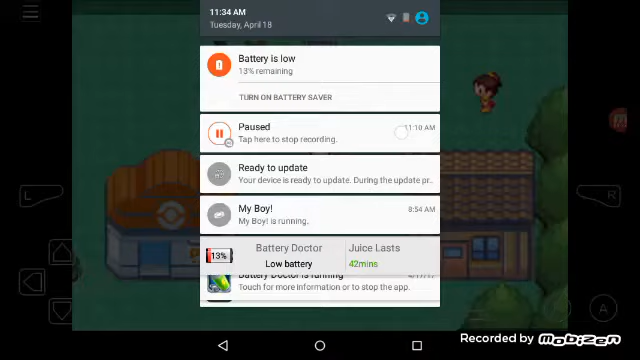 11:34 AM
Tuesday, April 18
Battery is low
13% remaining
TURN ON BATTERY SAVER
Paused
11:10 AM
Tap here to stop recording.
Ready to update
Your device is ready to update. During the update pr..
My Boy!
8:54 AM
My Boy! is running.
13%
Battery Doctor
Low battery
Juice Lasts
42mins
Battery Doctor is running
Touch for more information or to stop the app.
L
R
A
Recorded by Mobizen